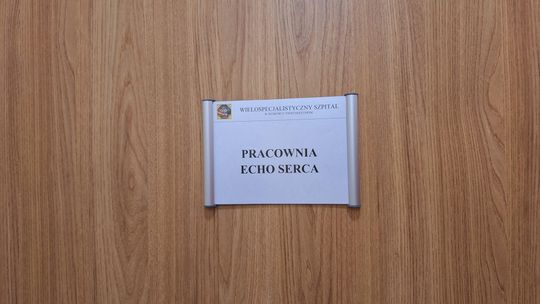 WIELOSPECJALISTYCZNY SZPITAL
PRACOWNIA
ECHO SERCA